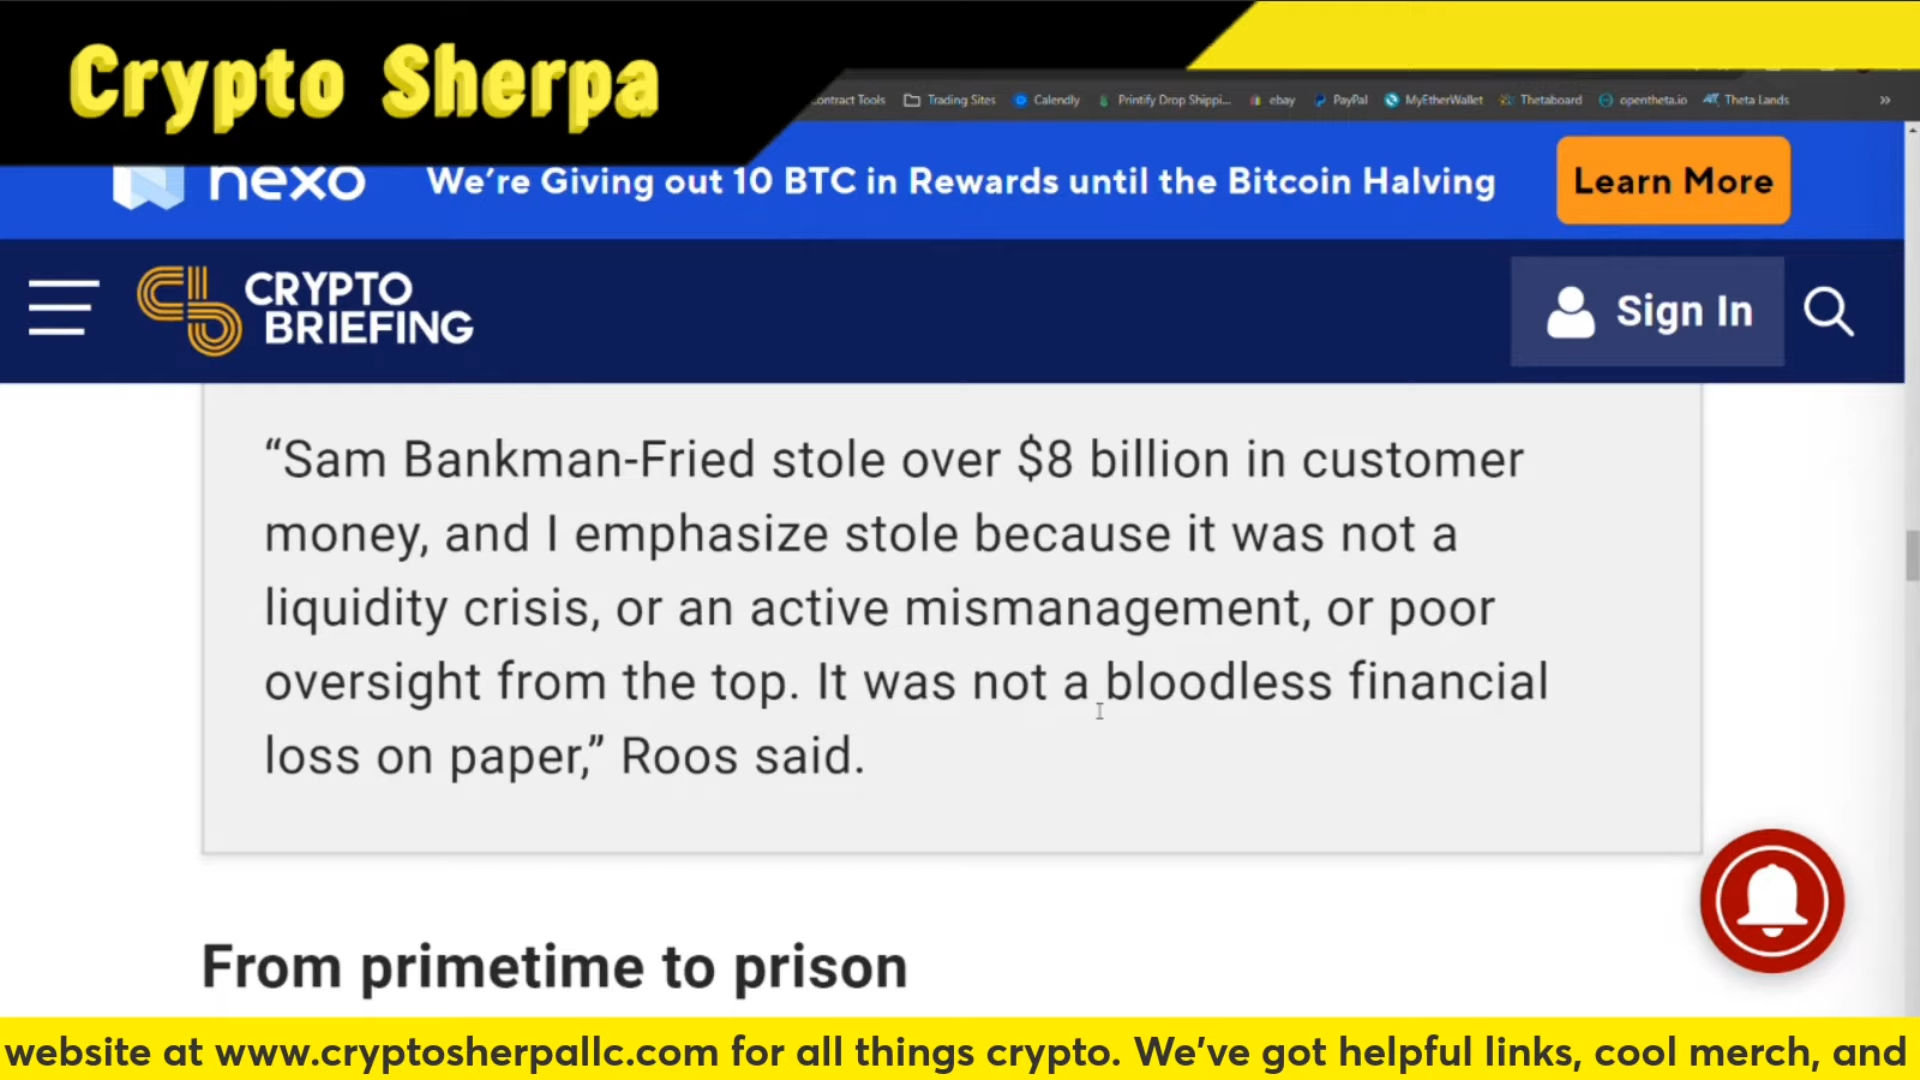 Crypto Sherpa
ontract Tools Trading Sites Calendly Printify Drop Shippi... ebay PayPal MyEtherWallet Thetaboard opentheta.io Theta Lands »
nexo We're Giving out 10 BTC in Rewards until the Bitcoin Halving Learn More
CRYPTO
BRIEFING
Sign In
“Sam Bankman-Fried stole over $8 billion in customer
money, and I emphasize stole because it was not a
liquidity crisis, or an active mismanagement, or poor
oversight from the top. It was not a bloodless financial
loss on paper,” Roos said.
From primetime to prison
website at www.cryptosherpallc.com for all things crypto. We've got helpful links, cool merch, and